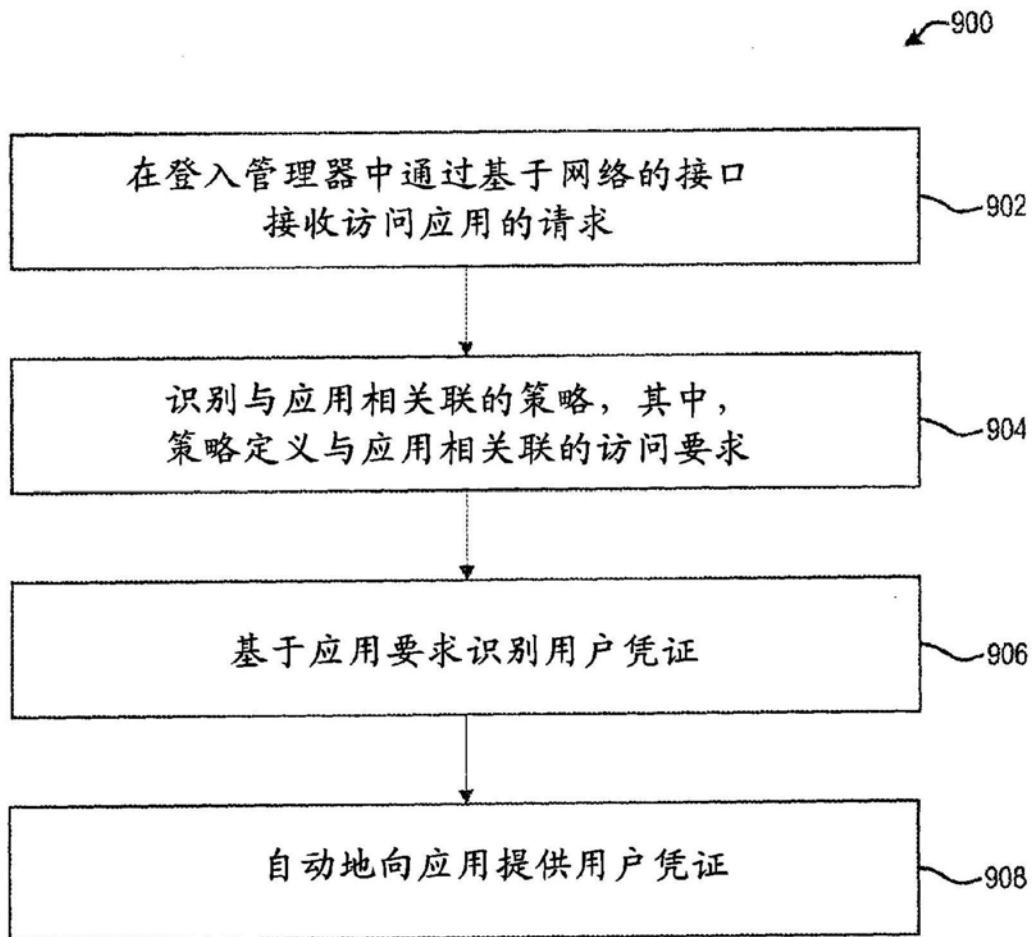 900
在登入管理器中通过基于网络的接口
接收访问应用的请求
902
识别与应用相关联的策略，其中，
策略定义与应用相关联的访问要求
904
基于应用要求识别用户凭证
906
自动地向应用提供用户凭证
908